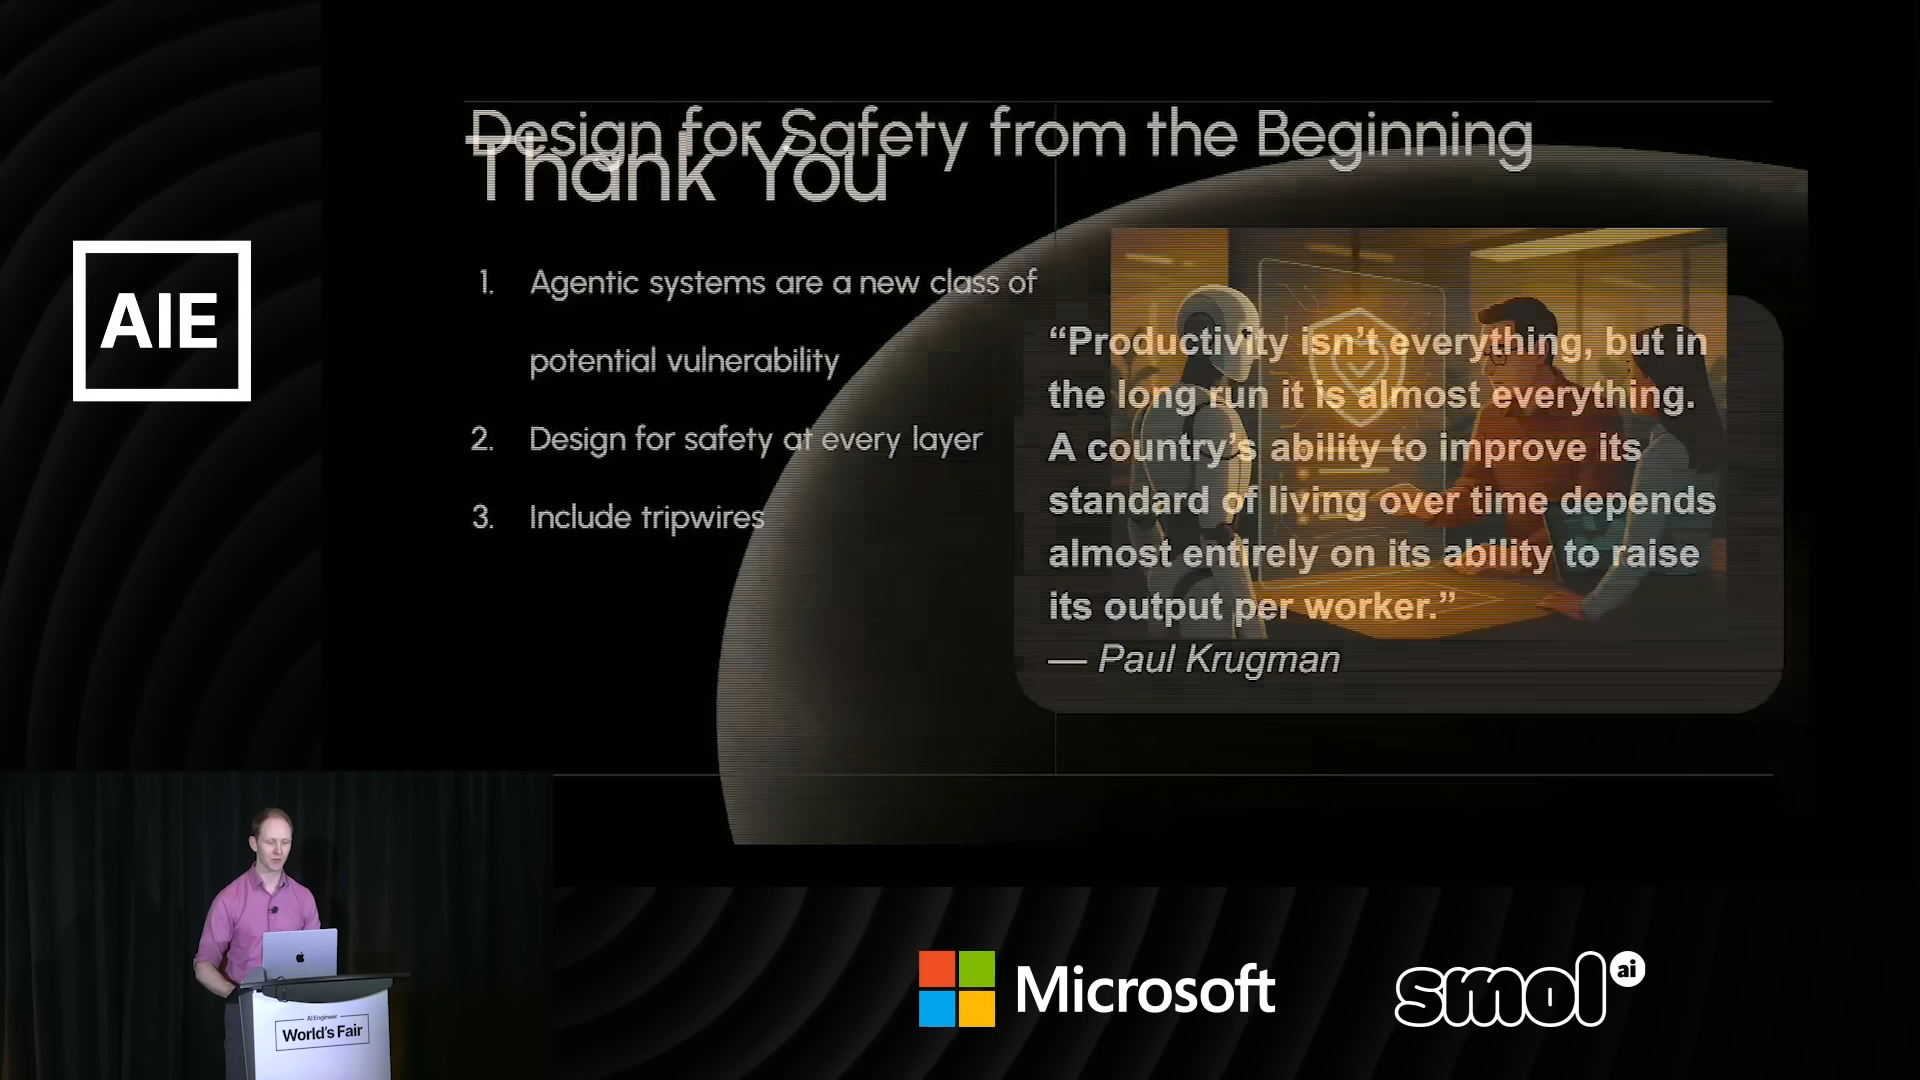 Design for Safety from the Beginning
Thank You
AIE
1. Agentic systems are a new class of
potential vulnerability
2. Design for safety at every layer
3. Include tripwires
“Productivity isn’t everything, but in
the long run it is almost everything.
A country’s ability to improve its
standard of living over time depends
almost entirely on its ability to raise
its output per worker.”
— Paul Krugman
AI Engineer
World's Fair
Microsoft
smol ai